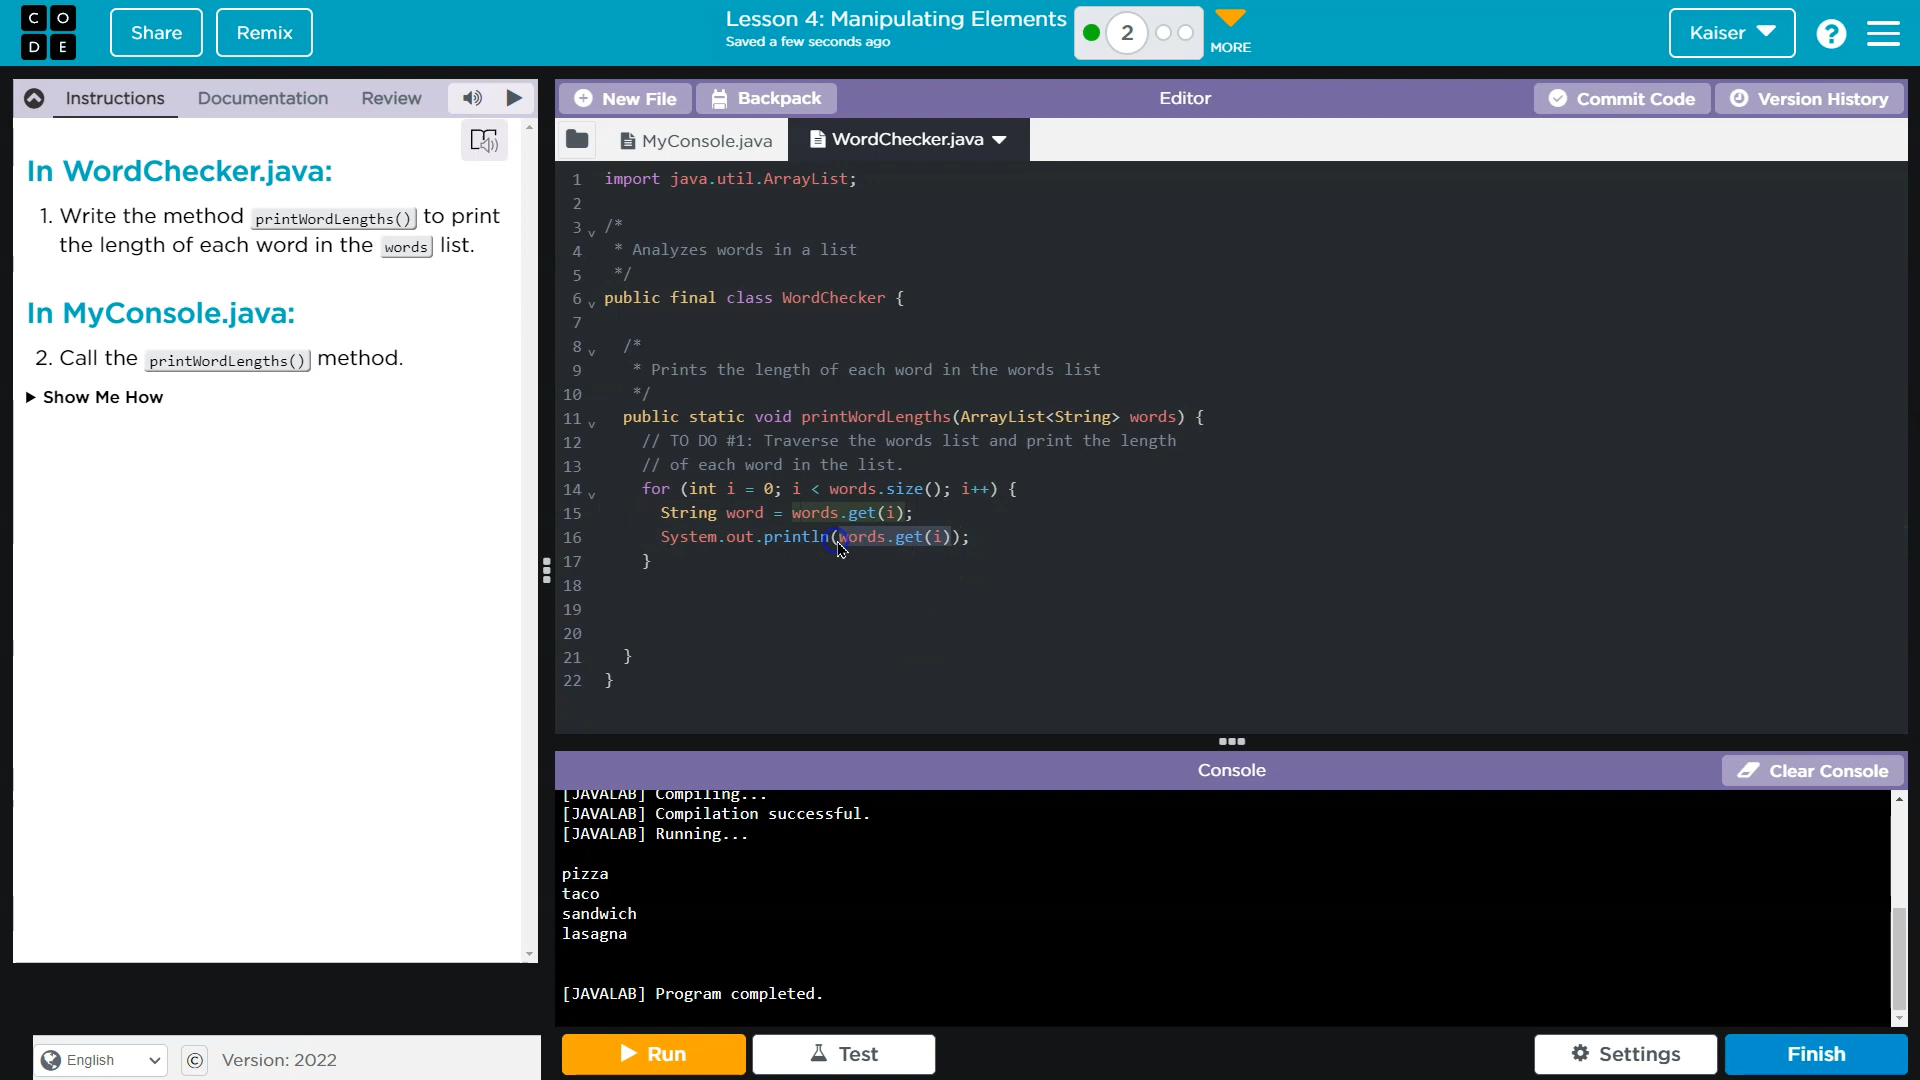 C O
D E
Share
Remix
Lesson 4: Manipulating Elements
Saved a few seconds ago
2
MORE
Kaiser
?
Instructions
Documentation
Review
In WordChecker.java:
1. Write the method printWordLengths() to print
the length of each word in the words list.
In MyConsole.java:
2. Call the printWordLengths() method.
Show Me How
New File
Backpack
Editor
Commit Code
Version History
MyConsole.java
WordChecker.java
1 import java.util.ArrayList;
2
3 /*
4 * Analyzes words in a list
5 */
6 public final class WordChecker {
7
8 /*
9 * Prints the length of each word in the words list
10 */
11 public static void printWordLengths(ArrayList<String> words) {
12 // TO DO #1: Traverse the words list and print the length
13 // of each word in the list.
14 for (int i = 0; i < words.size(); i++) {
15 String word = words.get(i);
16 System.out.println(words.get(i));
17 }
18
19
20
21 }
22 }
Console
Clear Console
[JAVALAB] Compiling...
[JAVALAB] Compilation successful.
[JAVALAB] Running...
pizza
taco
sandwich
lasagna
[JAVALAB] Program completed.
English
©
Version: 2022
Run
Test
Settings
Finish